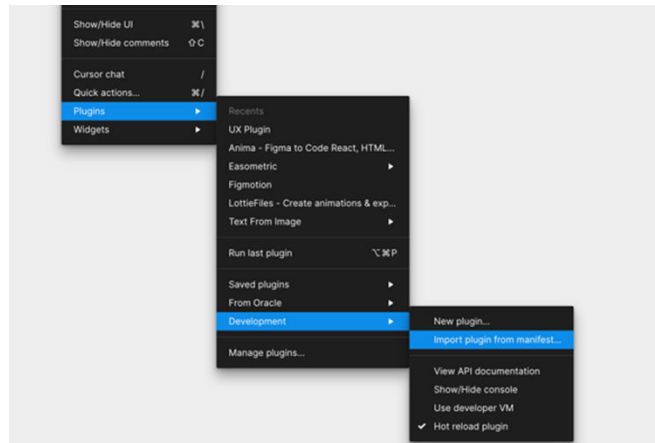 Show/Hide UI ⌘\
Show/Hide comments ⇧ C
Cursor chat /
Quick actions... ⌘/
Plugins
Widgets
Recents
UX Plugin
Anima - Figma to Code React, HTML...
Easometric
Figmotion
LottieFiles - Create animations & exp...
Text From Image
Run last plugin ⌥⌘P
Saved plugins
From Oracle
Development
Manage plugins...
New plugin...
Import plugin from manifest...
View API documentation
Show/Hide console
Use developer VM
Hot reload plugin